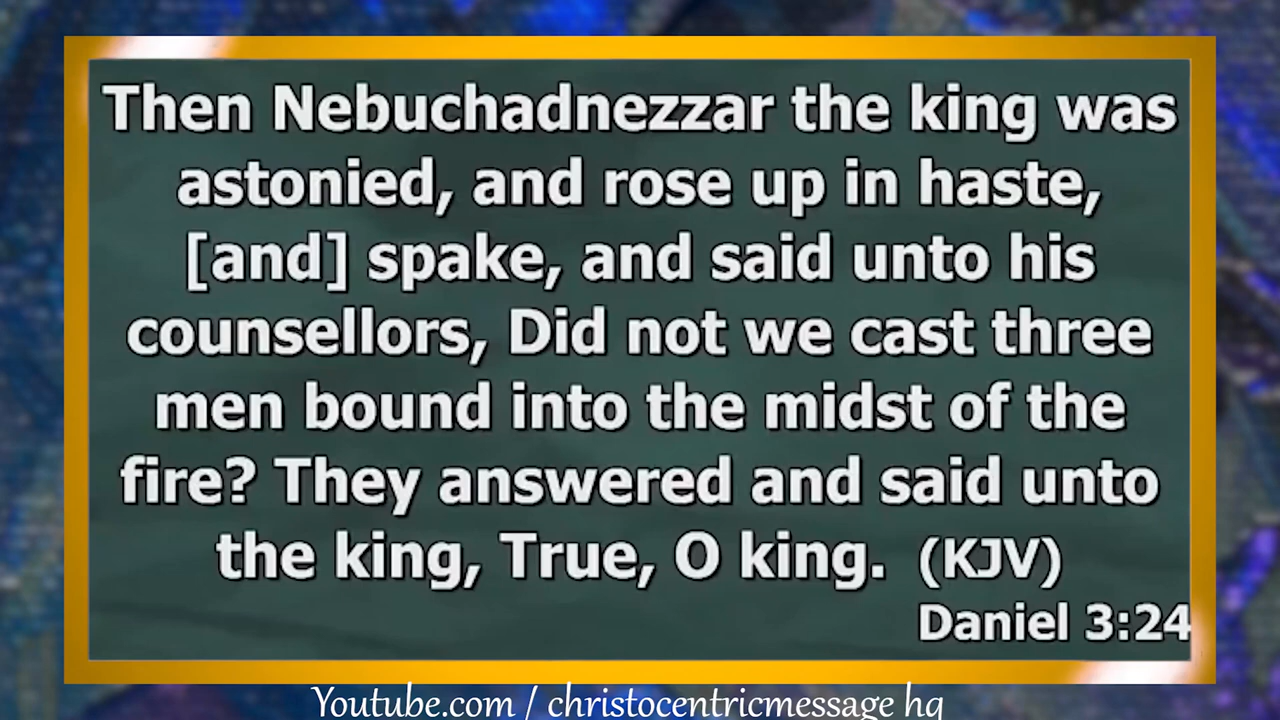 Then Nebuchadnezzar the king was
astonied, and rose up in haste,
[and] spake, and said unto his
counsellors, Did not we cast three
men bound into the midst of the
fire? They answered and said unto
the king, True, O king. (KJV)
Daniel 3:24
Youtube.com / christocentricmessage hq